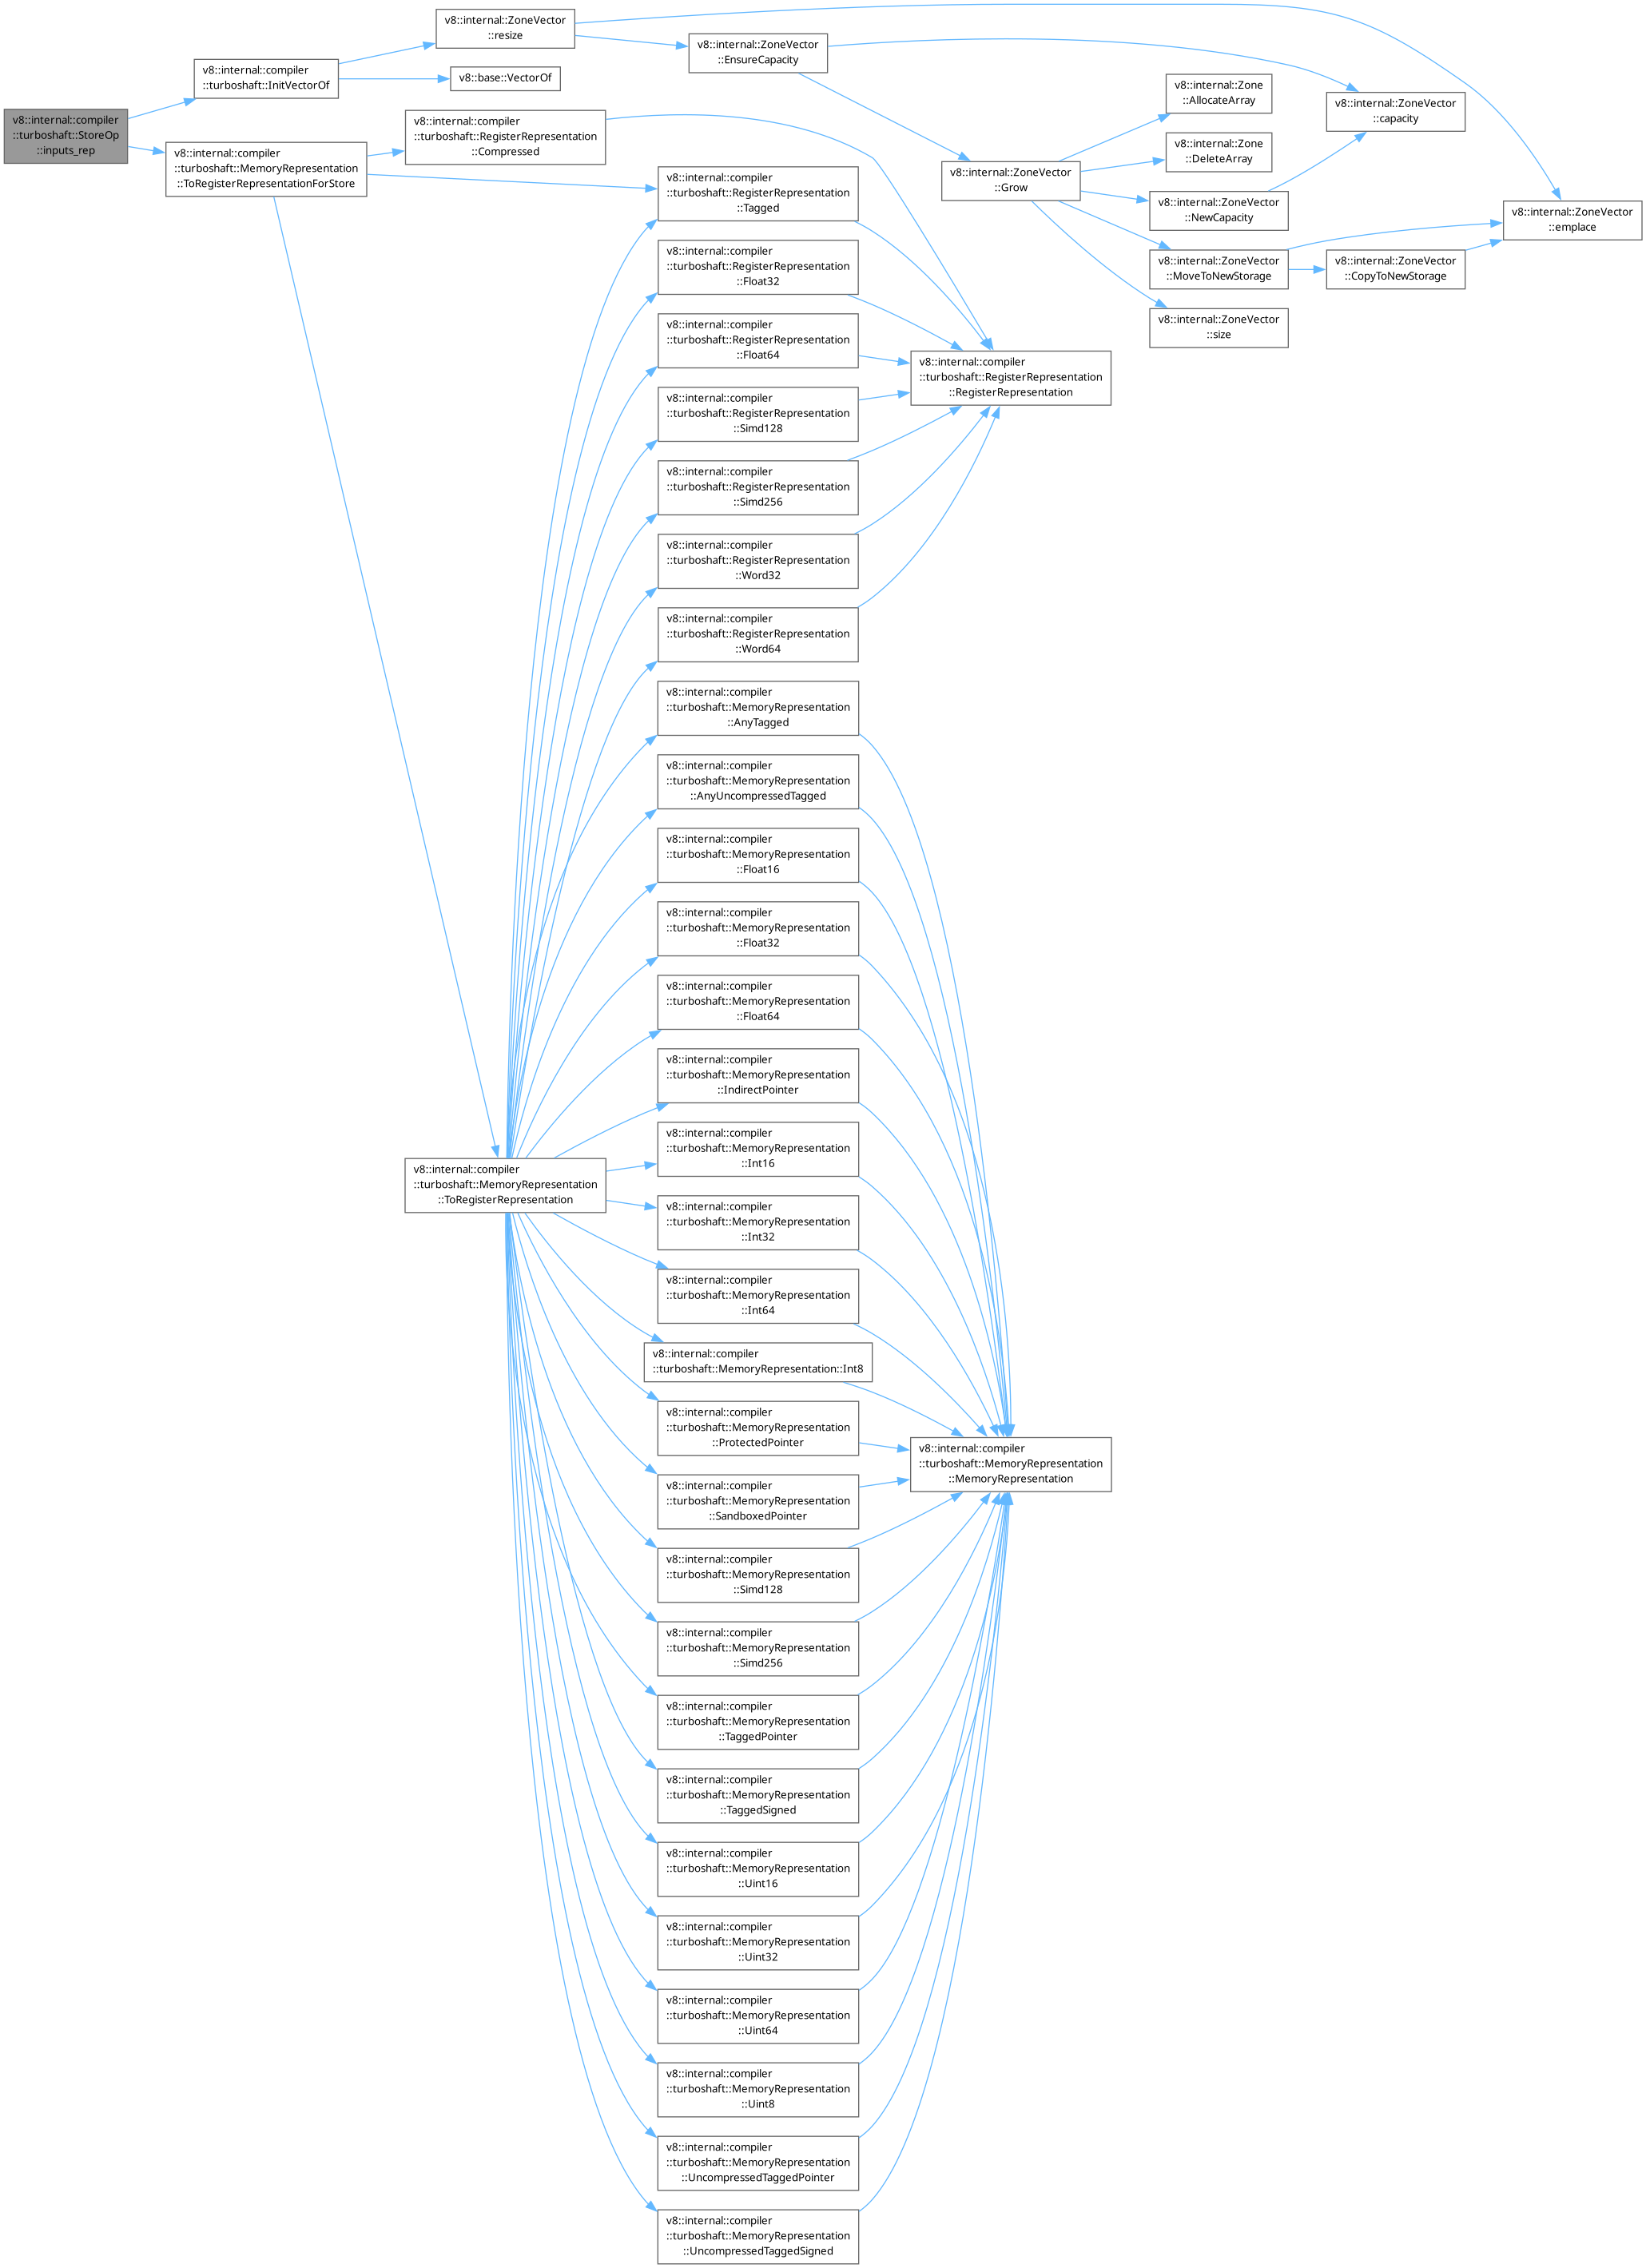 v8::internal::ZoneVector
::resize
v8::internal::ZoneVector
::EnsureCapacity
v8::internal::compiler
::turboshaft::InitVectorOf
v8::base::VectorOf
v8::internal::Zone
::AllocateArray
v8::internal::ZoneVector
::capacity
v8::internal::compiler
::turboshaft::StoreOp
::inputs_rep
v8::internal::compiler
::turboshaft::RegisterRepresentation
::Compressed
v8::internal::Zone
::DeleteArray
v8::internal::compiler
::turboshaft::MemoryRepresentation
::ToRegisterRepresentationForStore
v8::internal::ZoneVector
::Grow
v8::internal::compiler
::turboshaft::RegisterRepresentation
::Tagged
v8::internal::ZoneVector
::NewCapacity
v8::internal::ZoneVector
::emplace
v8::internal::compiler
::turboshaft::RegisterRepresentation
::Float32
v8::internal::ZoneVector
::MoveToNewStorage
v8::internal::ZoneVector
::CopyToNewStorage
v8::internal::compiler
::turboshaft::RegisterRepresentation
::Float64
v8::internal::ZoneVector
::size
v8::internal::compiler
::turboshaft::RegisterRepresentation
::RegisterRepresentation
v8::internal::compiler
::turboshaft::RegisterRepresentation
::Simd128
v8::internal::compiler
::turboshaft::RegisterRepresentation
::Simd256
v8::internal::compiler
::turboshaft::RegisterRepresentation
::Word32
v8::internal::compiler
::turboshaft::RegisterRepresentation
::Word64
v8::internal::compiler
::turboshaft::MemoryRepresentation
::AnyTagged
v8::internal::compiler
::turboshaft::MemoryRepresentation
::AnyUncompressedTagged
v8::internal::compiler
::turboshaft::MemoryRepresentation
::Float16
v8::internal::compiler
::turboshaft::MemoryRepresentation
::Float32
v8::internal::compiler
::turboshaft::MemoryRepresentation
::Float64
v8::internal::compiler
::turboshaft::MemoryRepresentation
::IndirectPointer
v8::internal::compiler
::turboshaft::MemoryRepresentation
::Int16
v8::internal::compiler
::turboshaft::MemoryRepresentation
::ToRegisterRepresentation
v8::internal::compiler
::turboshaft::MemoryRepresentation
::Int32
v8::internal::compiler
::turboshaft::MemoryRepresentation
::Int64
v8::internal::compiler
::turboshaft::MemoryRepresentation::Int8
v8::internal::compiler
::turboshaft::MemoryRepresentation
::ProtectedPointer
v8::internal::compiler
::turboshaft::MemoryRepresentation
::MemoryRepresentation
v8::internal::compiler
::turboshaft::MemoryRepresentation
::SandboxedPointer
v8::internal::compiler
::turboshaft::MemoryRepresentation
::Simd128
v8::internal::compiler
::turboshaft::MemoryRepresentation
::Simd256
v8::internal::compiler
::turboshaft::MemoryRepresentation
::TaggedPointer
v8::internal::compiler
::turboshaft::MemoryRepresentation
::TaggedSigned
v8::internal::compiler
::turboshaft::MemoryRepresentation
::Uint16
v8::internal::compiler
::turboshaft::MemoryRepresentation
::Uint32
v8::internal::compiler
::turboshaft::MemoryRepresentation
::Uint64
v8::internal::compiler
::turboshaft::MemoryRepresentation
::Uint8
v8::internal::compiler
::turboshaft::MemoryRepresentation
::UncompressedTaggedPointer
v8::internal::compiler
::turboshaft::MemoryRepresentation
::UncompressedTaggedSigned